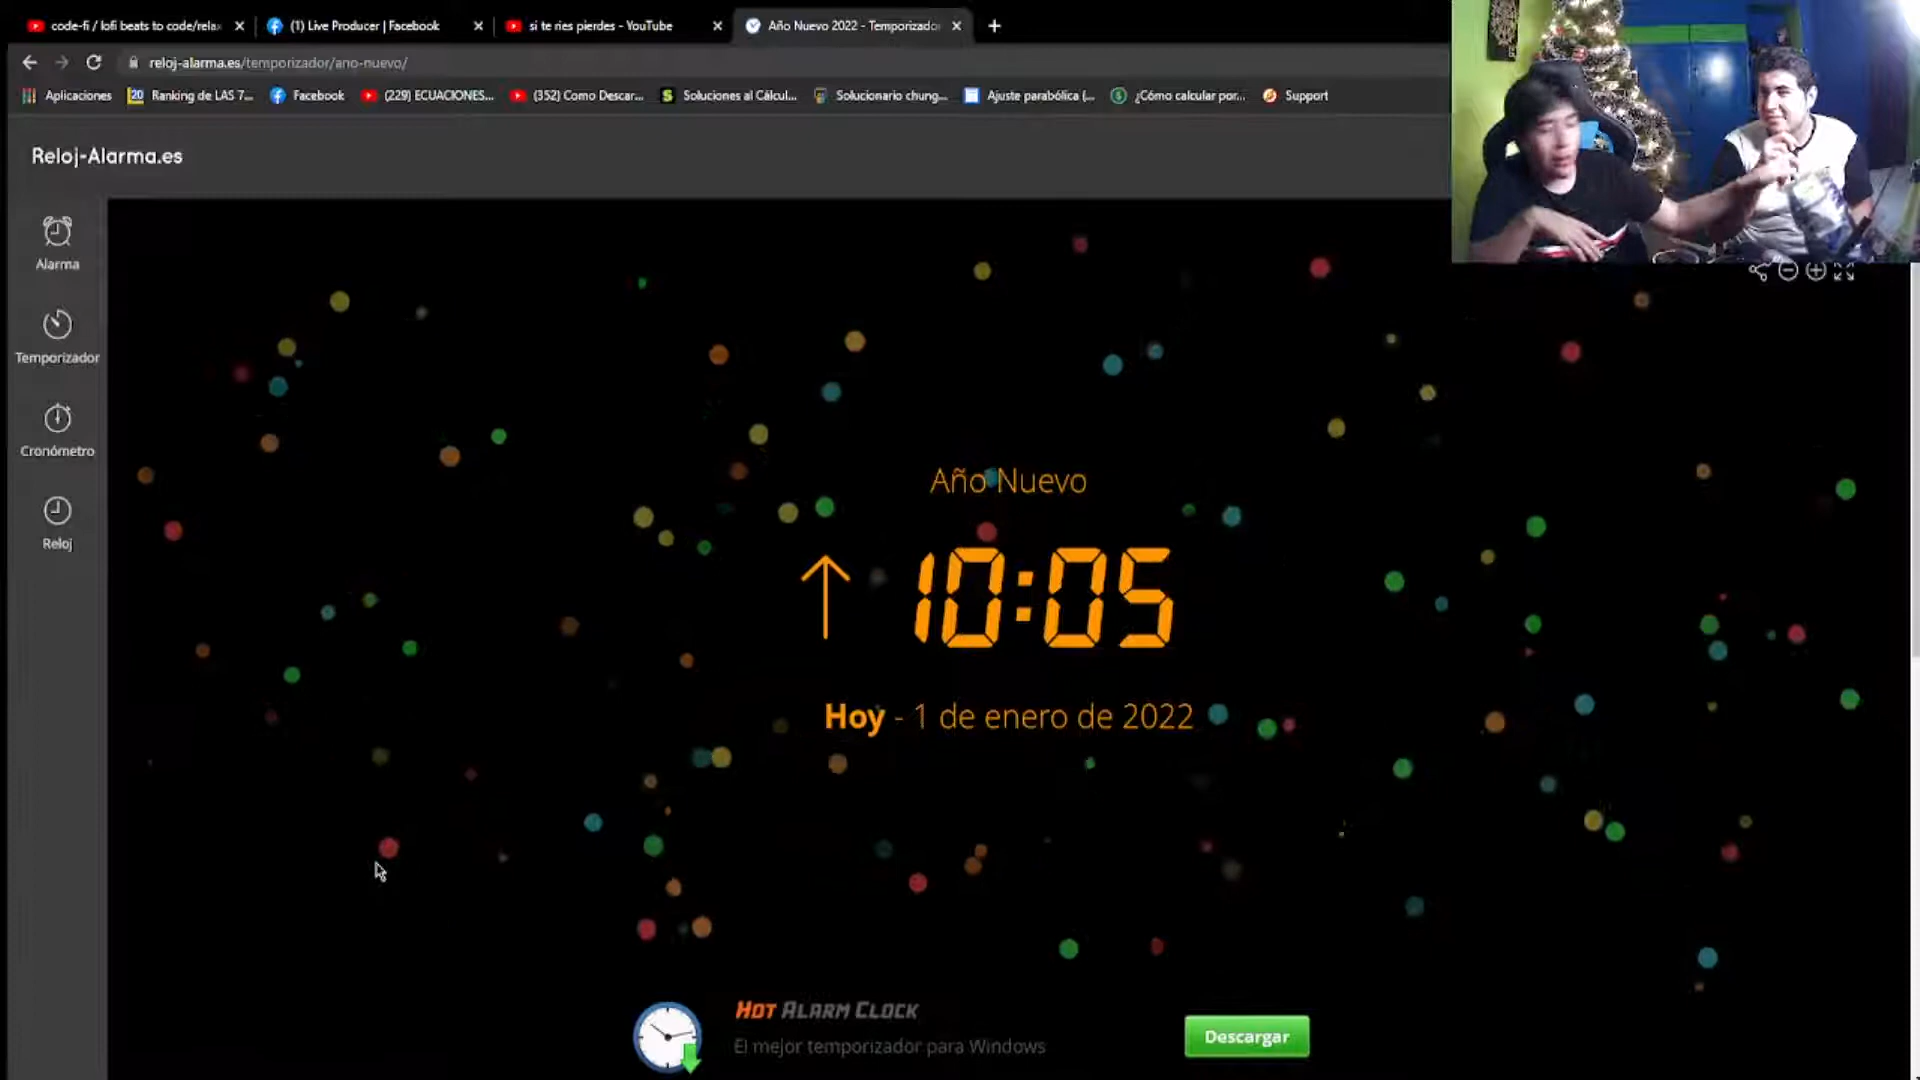 code-fi / lofi beats to code/relax
(1) Live Producer | Facebook
si te ries pierdes - YouTube
Año Nuevo 2022 - Temporizador
reloj-alarma.es/temporizador/ano-nuevo/
Aplicaciones
20 Ranking de LAS 7...
Facebook
(229) ECUACIONES...
(352) Como Descar...
S Soluciones al Cálcul...
Solucionario chung...
Ajuste parabólica (...
¿Cómo calcular por...
Support
Reloj-Alarma.es
Alarma
Temporizador
Cronómetro
Reloj
Año Nuevo
10:05
Hoy - 1 de enero de 2022
HOT ALARM CLOCK
El mejor temporizador para Windows
Descargar